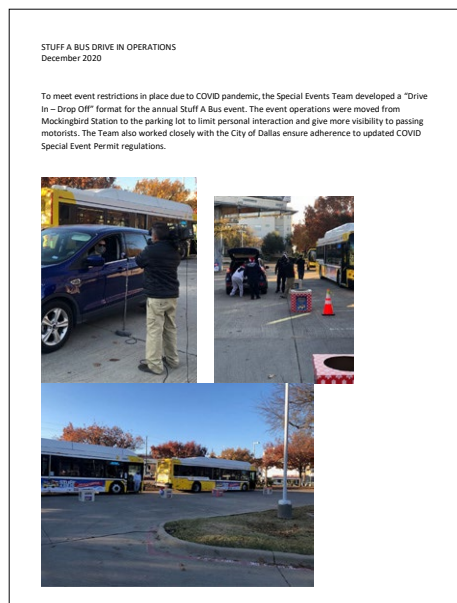 STUFF A BUS DRIVE IN OPERATIONS
December 2020
To meet event restrictions in place due to COVID pandemic, the Special Events Team developed a “Drive
In – Drop Off” format for the annual Stuff A Bus event. The event operations were moved from
Mockingbird Station to the parking lot to limit personal interaction and give more visibility to passing
motorists. The Team also worked closely with the City of Dallas ensure adherence to updated COVID
Special Event Permit regulations.